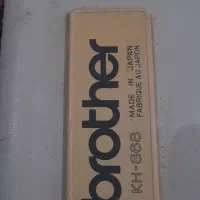 brother
MADE IN JAPAN
FABRIQUE AU JAPON
KH-868